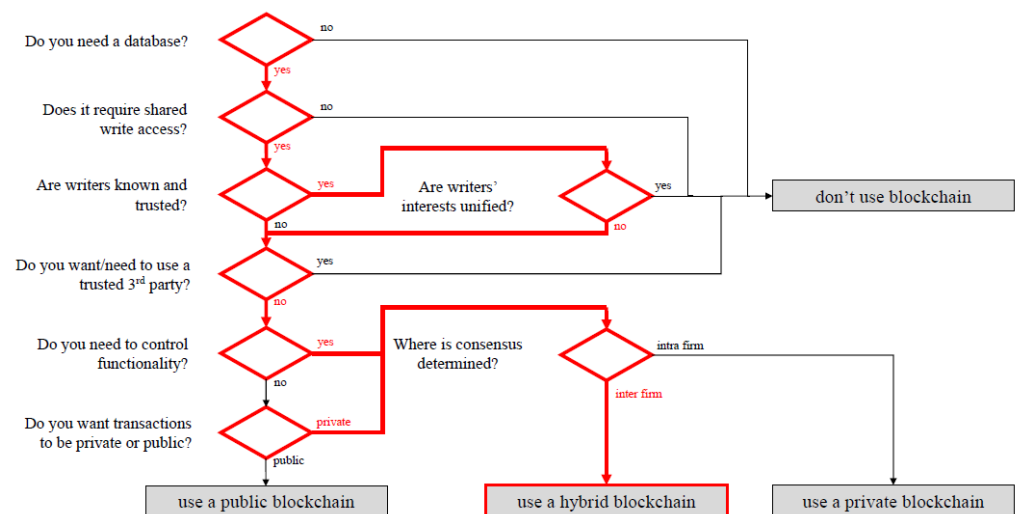 Do you need a database?
no
yes
Does it require shared
write access?
no
yes
Are writers known and
trusted?
yes
no
Are writers’
interests unified?
yes
no
don’t use blockchain
Do you want/need to use a
trusted 3rd party?
yes
no
Do you need to control
functionality?
yes
no
Where is consensus
determined?
intra firm
inter firm
Do you want transactions
to be private or public?
private
public
use a public blockchain
use a hybrid blockchain
use a private blockchain